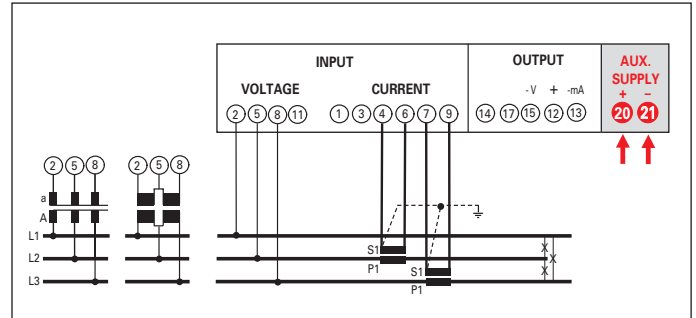 INPUT OUTPUT AUX.
SUPPLY
VOLTAGE CURRENT - V + -mA + −
2 5 8 11 1 3 4 6 7 9 14 17 15 12 13 20 21
2 5 8 2 5 8
a
A
L1
S1 X
L2 X
P1 S1 X
L3
P1